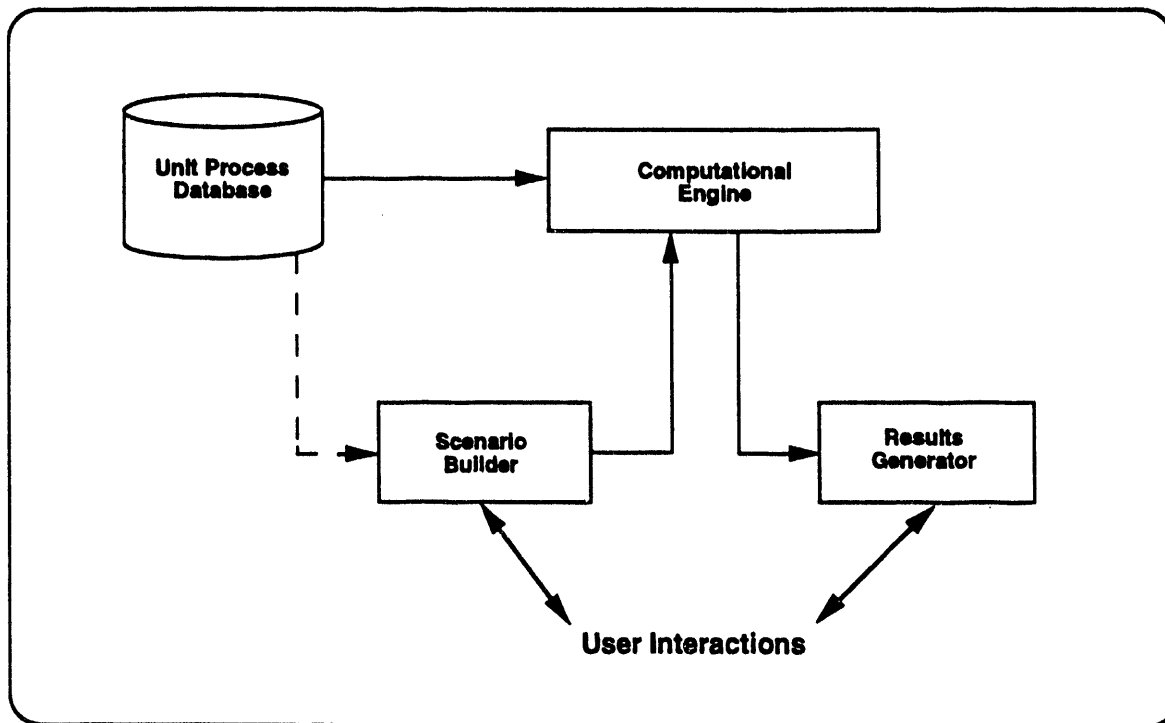 Unit Process
Database
Computational
Engine
Scenario
Builder
Results
Generator
User Interactions